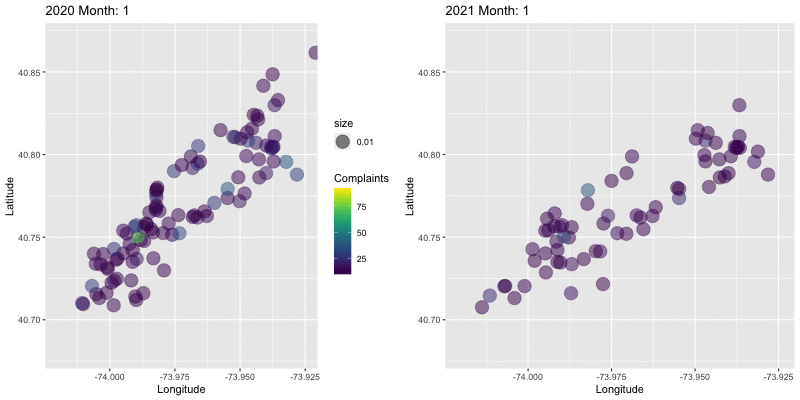 2020 Month: 1
40.85
40.80
40.75
40.70
Latitude
-74.000
-73.975
-73.950
-73.925
Longitude
size
0.01
Complaints
75
50
25
2021 Month: 1
40.85
40.80
40.75
40.70
Latitude
-74.000
-73.975
-73.950
-73.925
Longitude